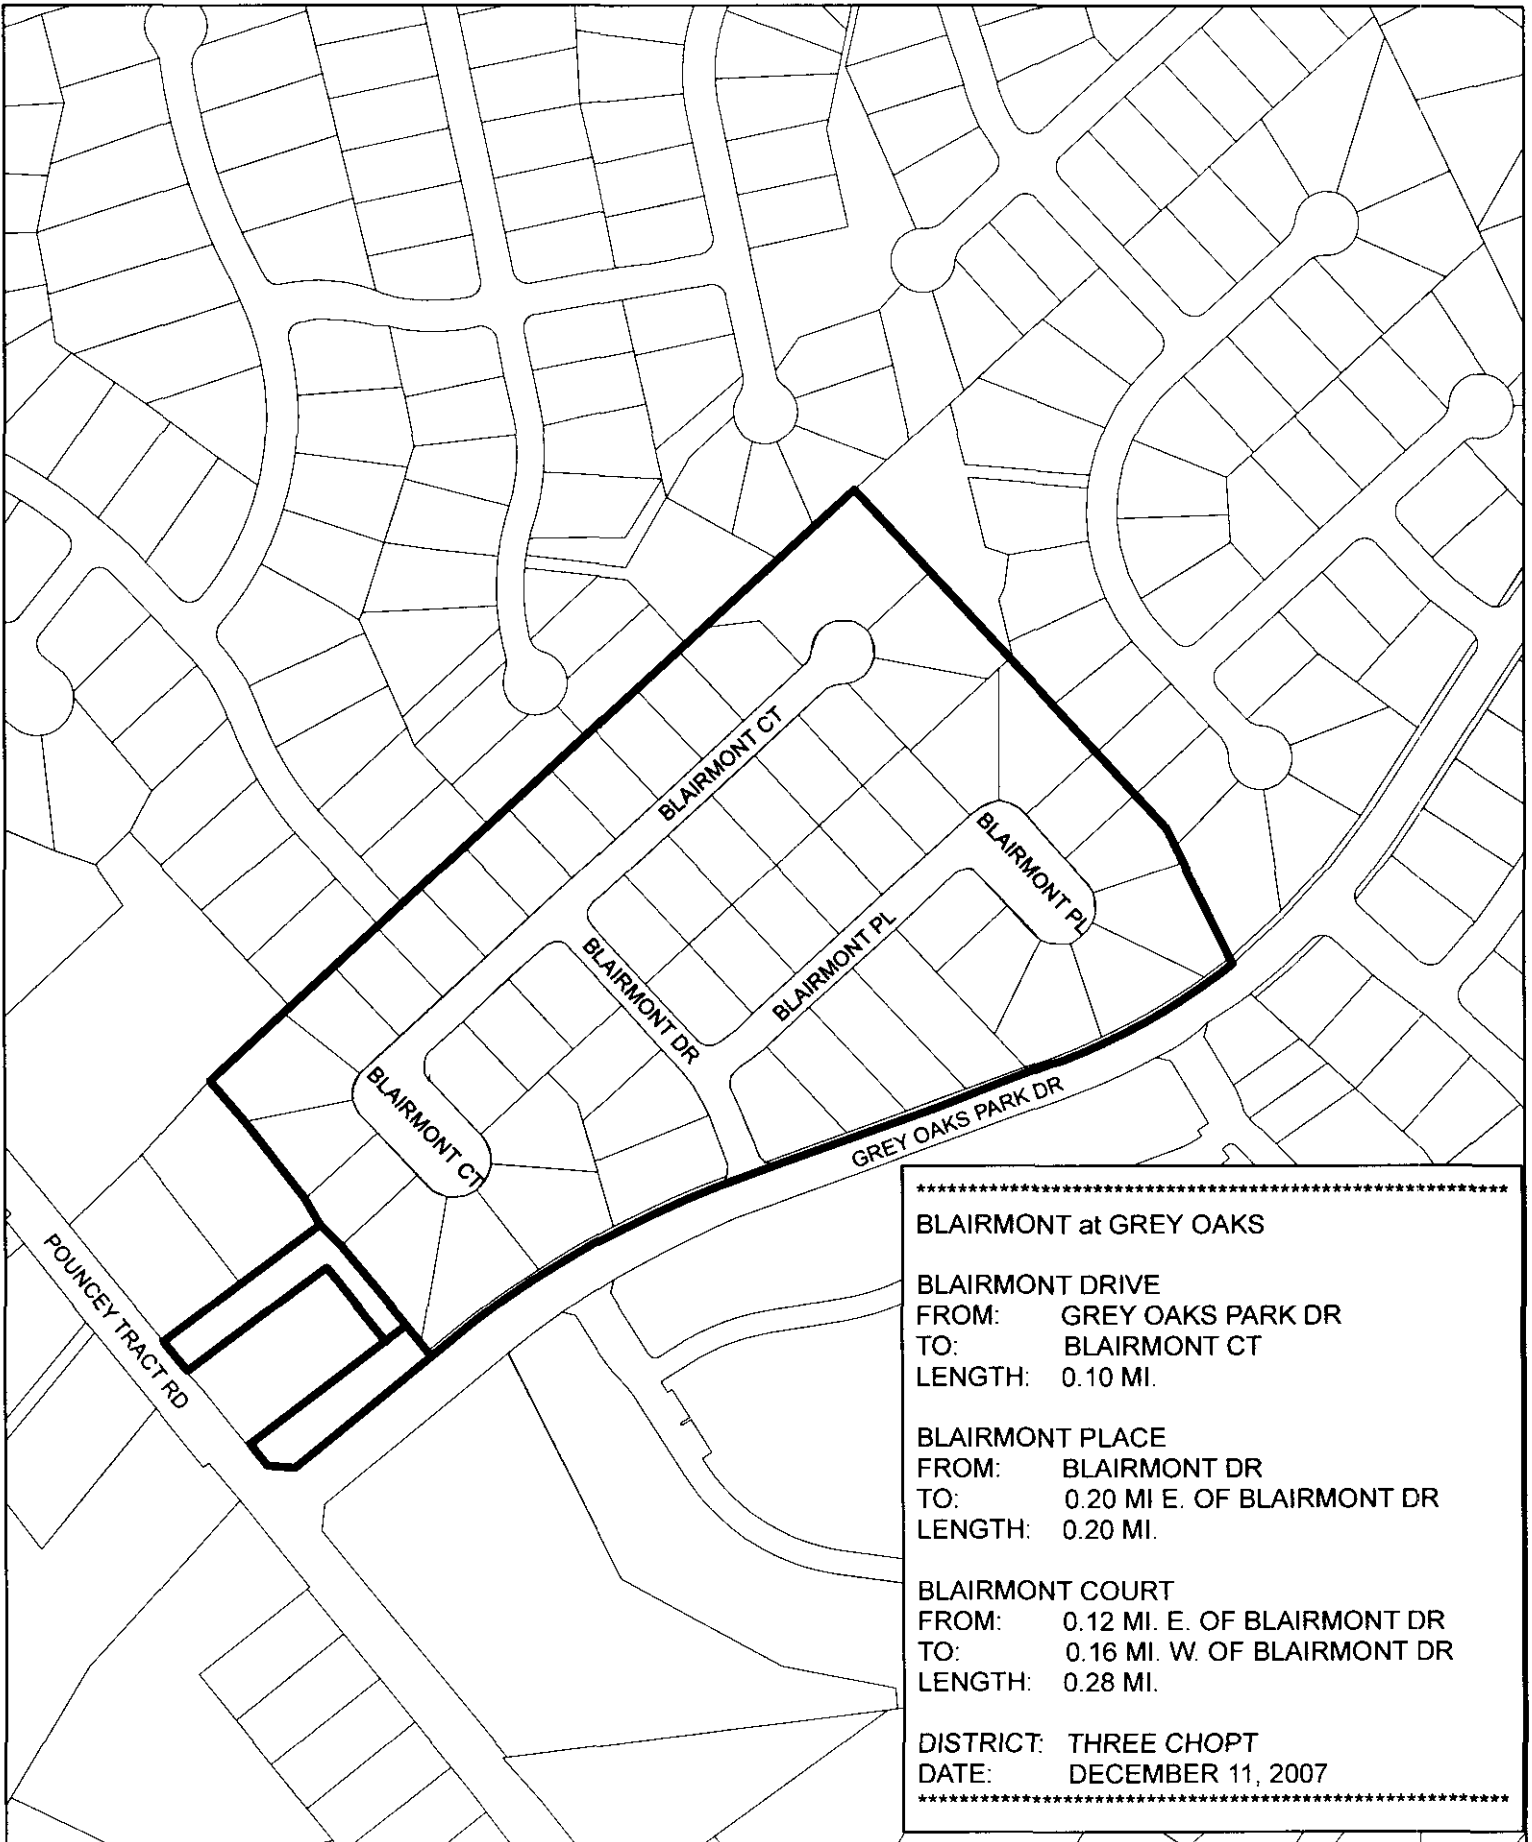 BLAIRMONT CT
BLAIRMONT PL
BLAIRMONT PL
BLAIRMONT DR
BLAIRMONT CT
GREY OAKS PARK DR
POUNCEY TRACT RD
************************************************************
BLAIRMONT at GREY OAKS
BLAIRMONT DRIVE
FROM: GREY OAKS PARK DR
TO: BLAIRMONT CT
LENGTH: 0.10 MI.
BLAIRMONT PLACE
FROM: BLAIRMONT DR
TO: 0.20 MI E. OF BLAIRMONT DR
LENGTH: 0.20 MI.
BLAIRMONT COURT
FROM: 0.12 MI. E. OF BLAIRMONT DR
TO: 0.16 MI. W. OF BLAIRMONT DR
LENGTH: 0.28 MI.
DISTRICT: THREE CHOPT
DATE: DECEMBER 11, 2007
************************************************************